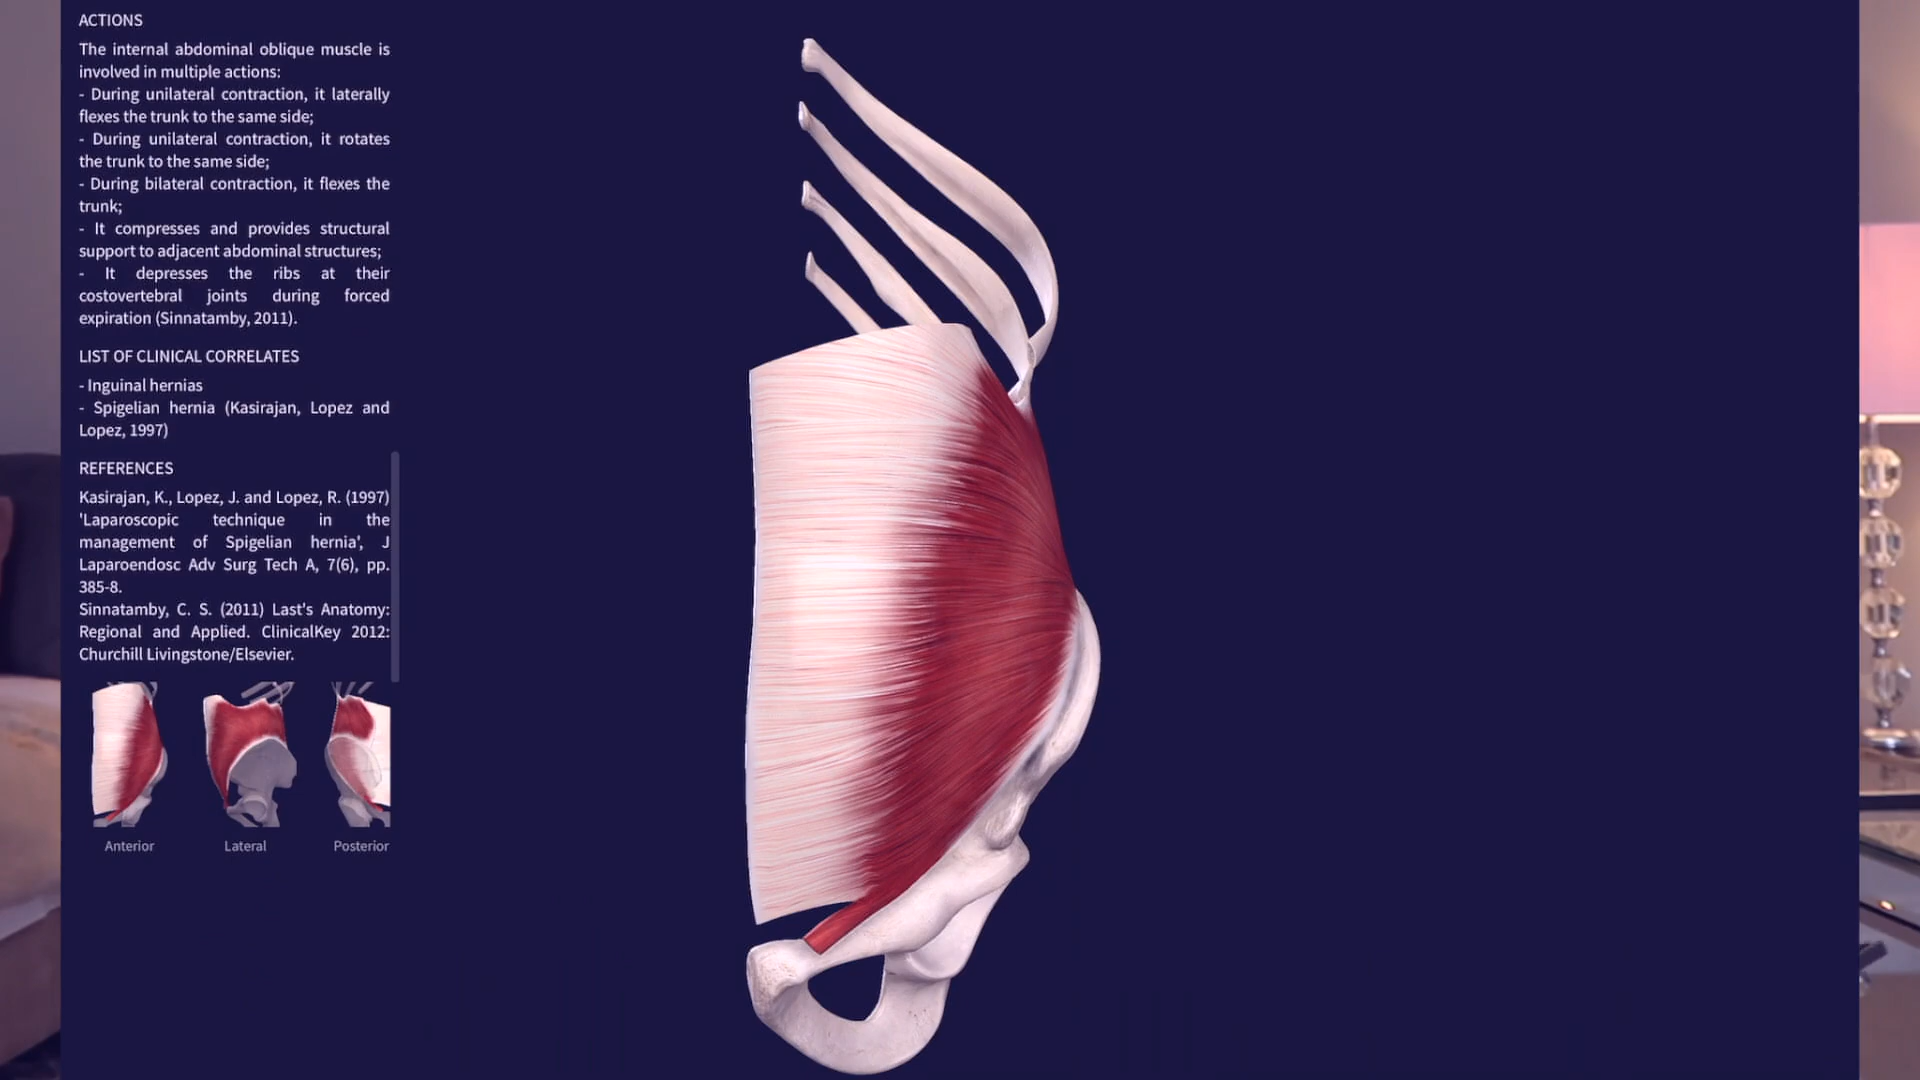 ACTIONS
The internal abdominal oblique muscle is
involved in multiple actions:
- During unilateral contraction, it laterally
flexes the trunk to the same side;
- During unilateral contraction, it rotates
the trunk to the same side;
- During bilateral contraction, it flexes the
trunk;
- It compresses and provides structural
support to adjacent abdominal structures;
- It depresses the ribs at their
costovertebral joints during forced
expiration (Sinnatamby, 2011).
LIST OF CLINICAL CORRELATES
- Inguinal hernias
- Spigelian hernia (Kasirajan, Lopez and
Lopez, 1997)
REFERENCES
Kasirajan, K., Lopez, J. and Lopez, R. (1997)
'Laparoscopic technique in the
management of Spigelian hernia', J
Laparoendosc Adv Surg Tech A, 7(6), pp.
385-8.
Sinnatamby, C. S. (2011) Last's Anatomy:
Regional and Applied. ClinicalKey 2012:
Churchill Livingstone/Elsevier.
Anterior Lateral Posterior